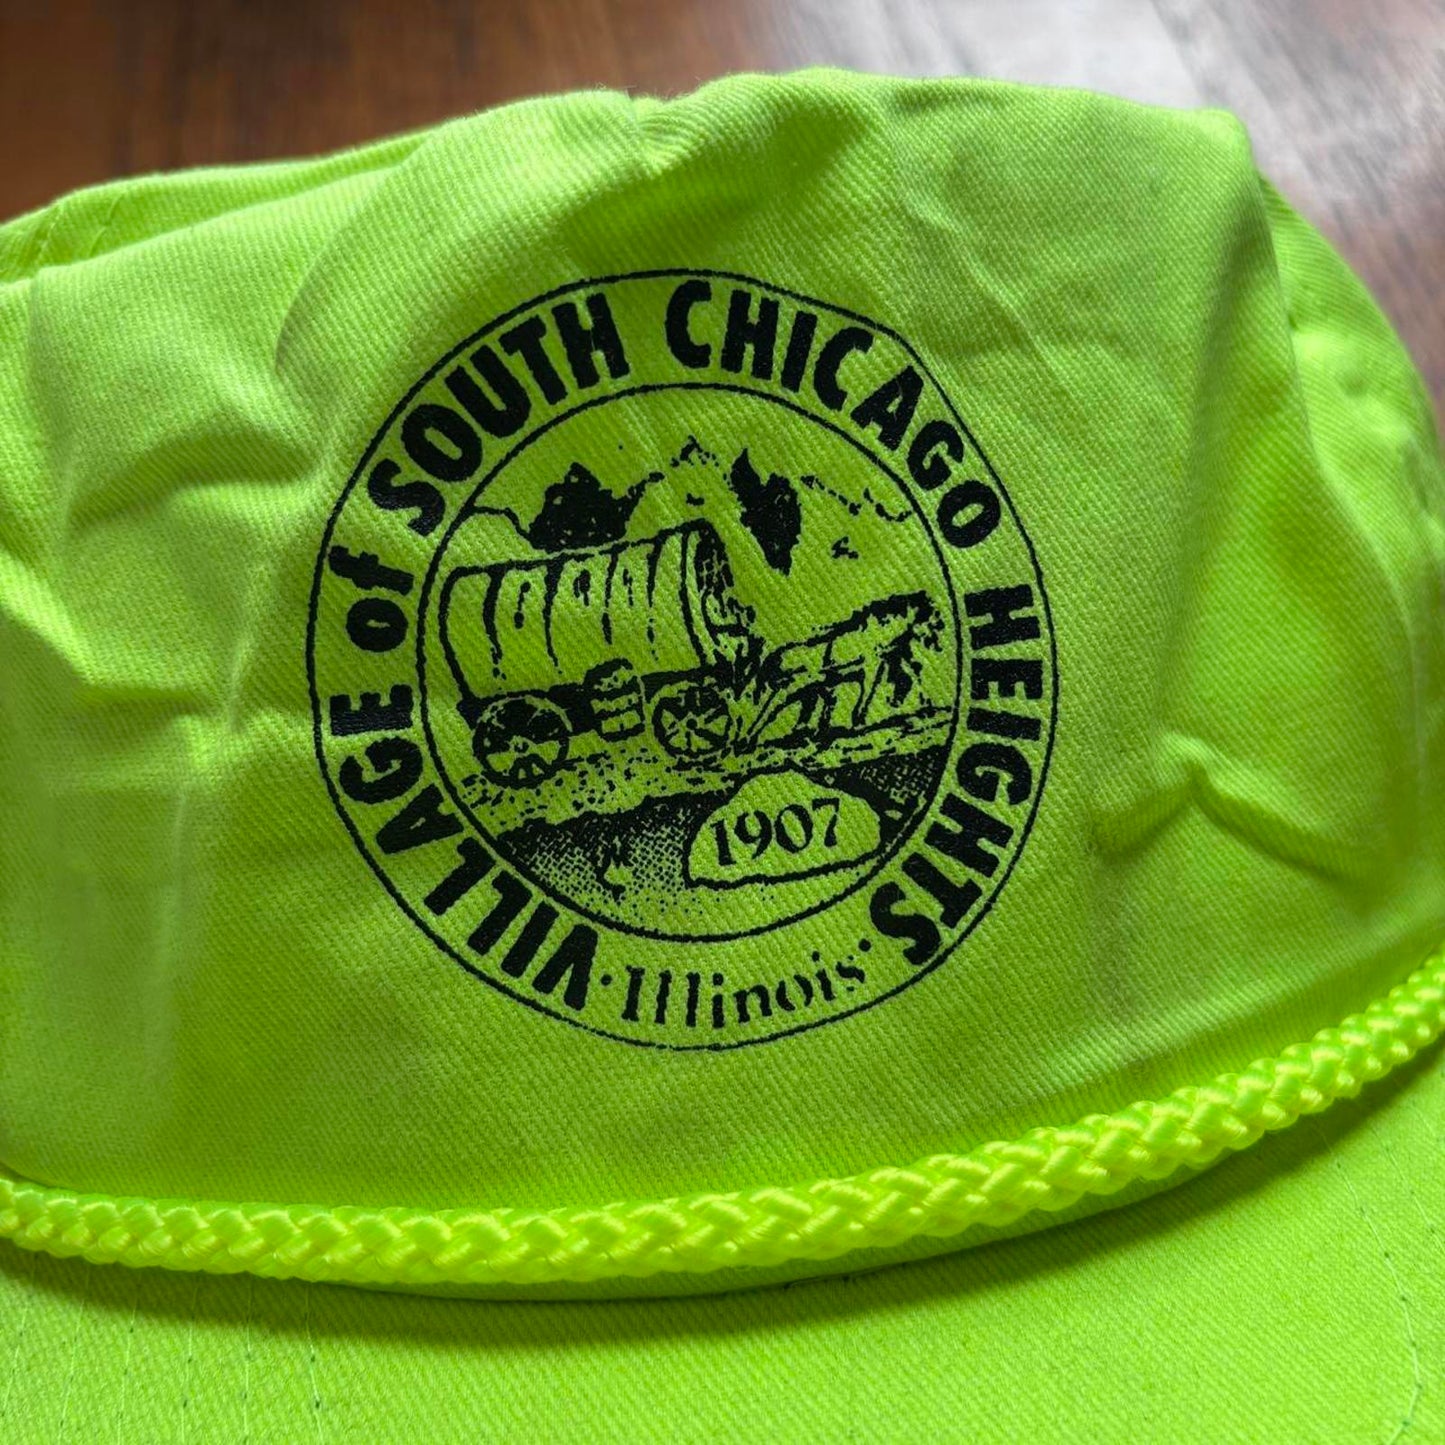 VILLAGE of SOUTH CHICAGO HEIGHTS
1907
·Illinois·